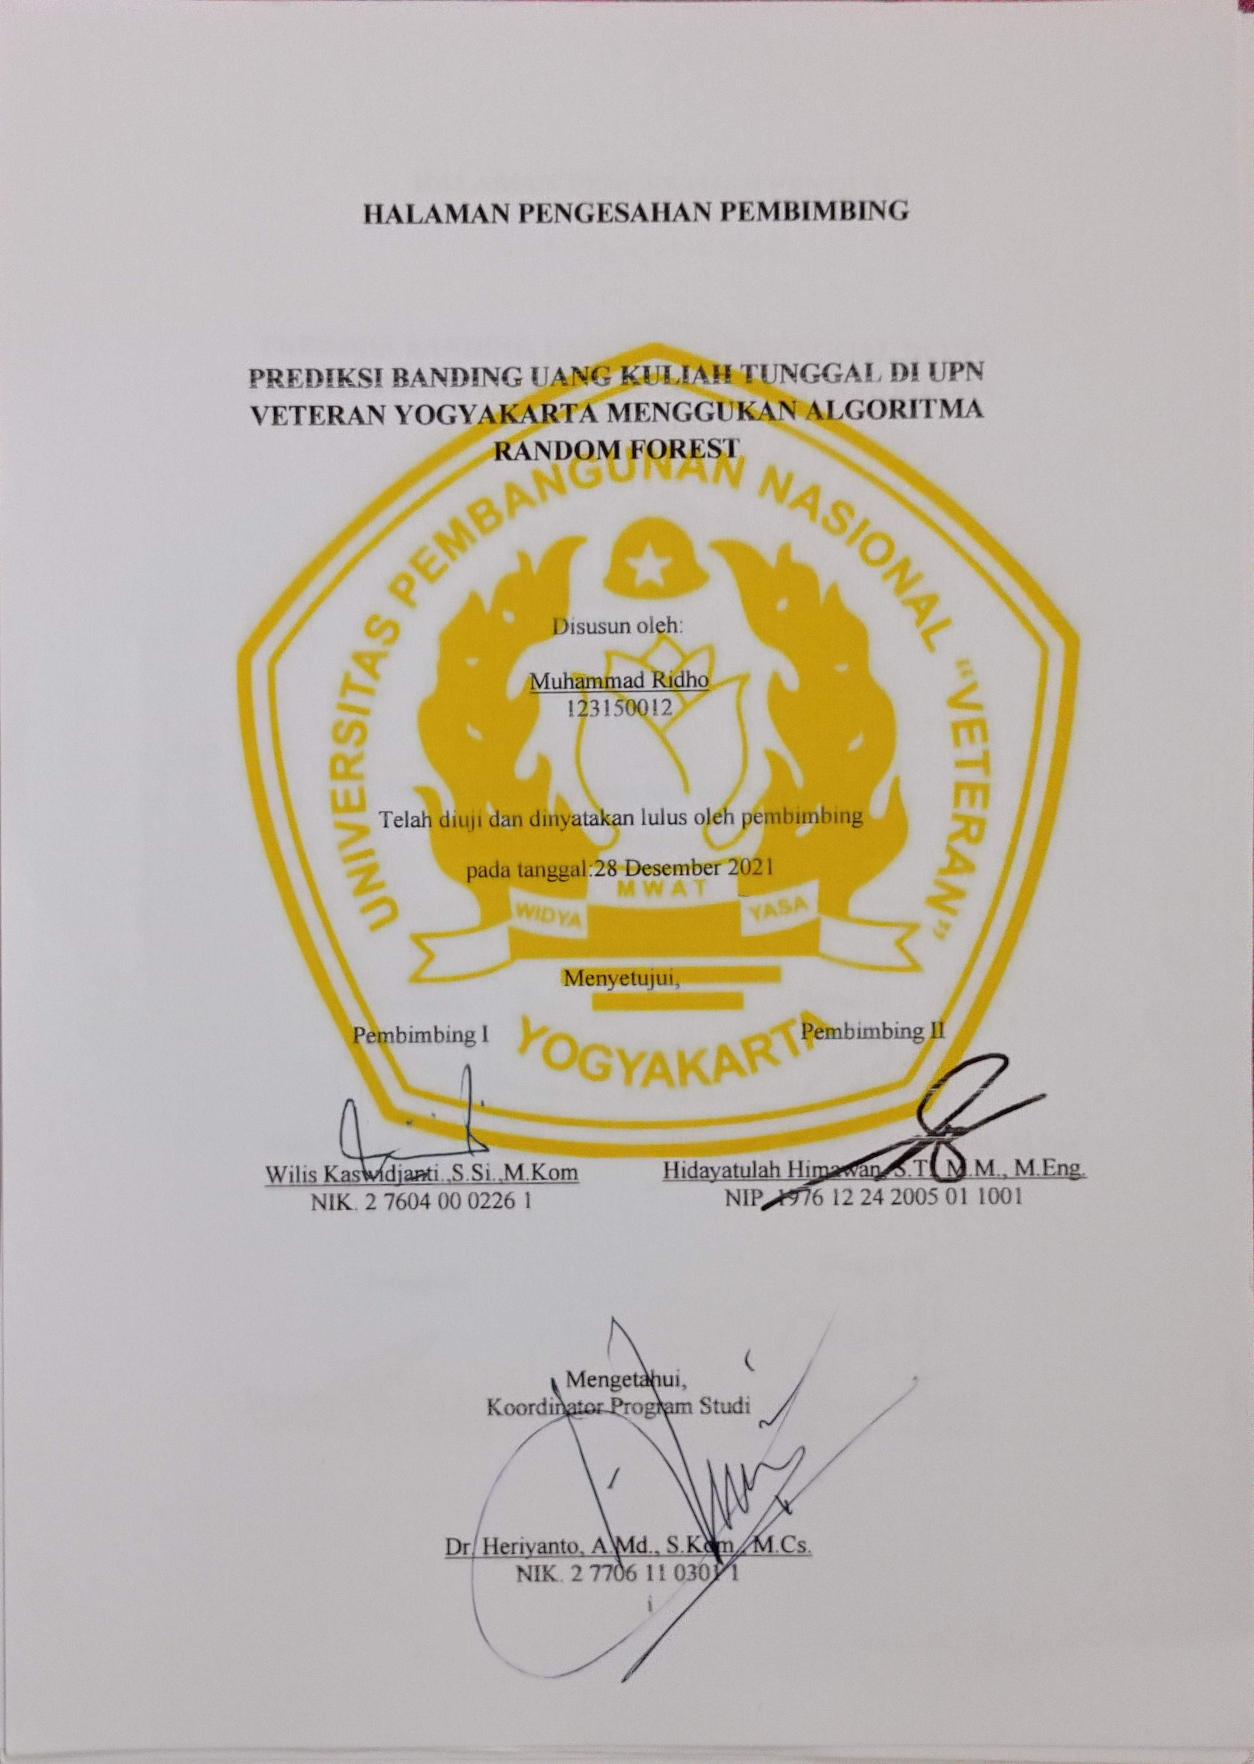 HALAMAN PENGESAHAN PEMBIMBING
PREDIKSI BANDING UANG KULIAH TUNGGAL DI UPN
VETERAN YOGYAKARTA MENGGUKAN ALGORITMA
RANDOM FOREST
UNIVERSITAS PEMBANGUNAN NASIONAL "VETERAN"
Disusun oleh:
Muhammad Ridho
123150012
Telah diuji dan dinyatakan lulus oleh pembimbing
pada tanggal:28 Desember 2021
WIDYA MWAT YASA
Menyetujui,
YOGYAKARTA
Pembimbing I Pembimbing II
Wilis Kaswidjanti.,S.Si.,M.Kom Hidayatulah Himawan, S.T., M.M., M.Eng.
NIK. 2 7604 00 0226 1 NIP. 1976 12 24 2005 01 1001
Mengetahui,
Koordinator Program Studi
Dr. Heriyanto, A.Md., S.Kom., M.Cs.
NIK. 2 7706 11 0301 1
i